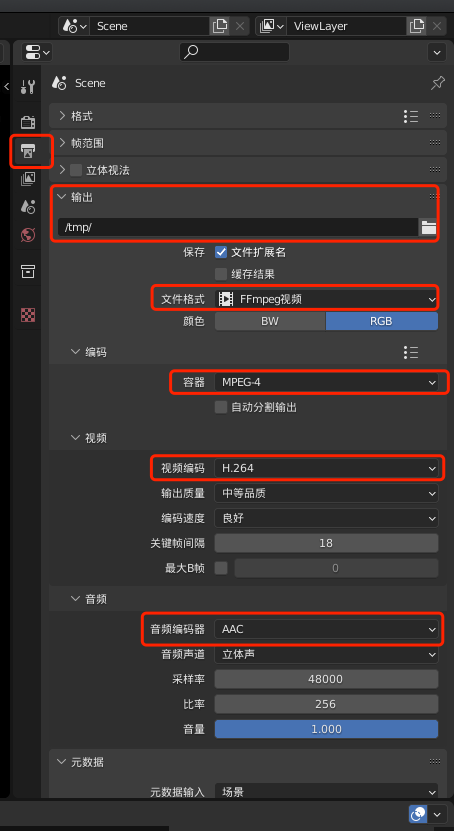 Scene
ViewLayer
Scene
格式
帧范围
立体视法
输出
/tmp/
保存 文件扩展名
缓存结果
文件格式 FFmpeg视频
颜色 BW RGB
编码
容器 MPEG-4
自动分割输出
视频
视频编码 H.264
输出质量 中等品质
编码速度 良好
关键帧间隔 18
最大B帧 0
音频
音频编码器 AAC
音频声道 立体声
采样率 48000
比率 256
音量 1.000
元数据
元数据输入 场景